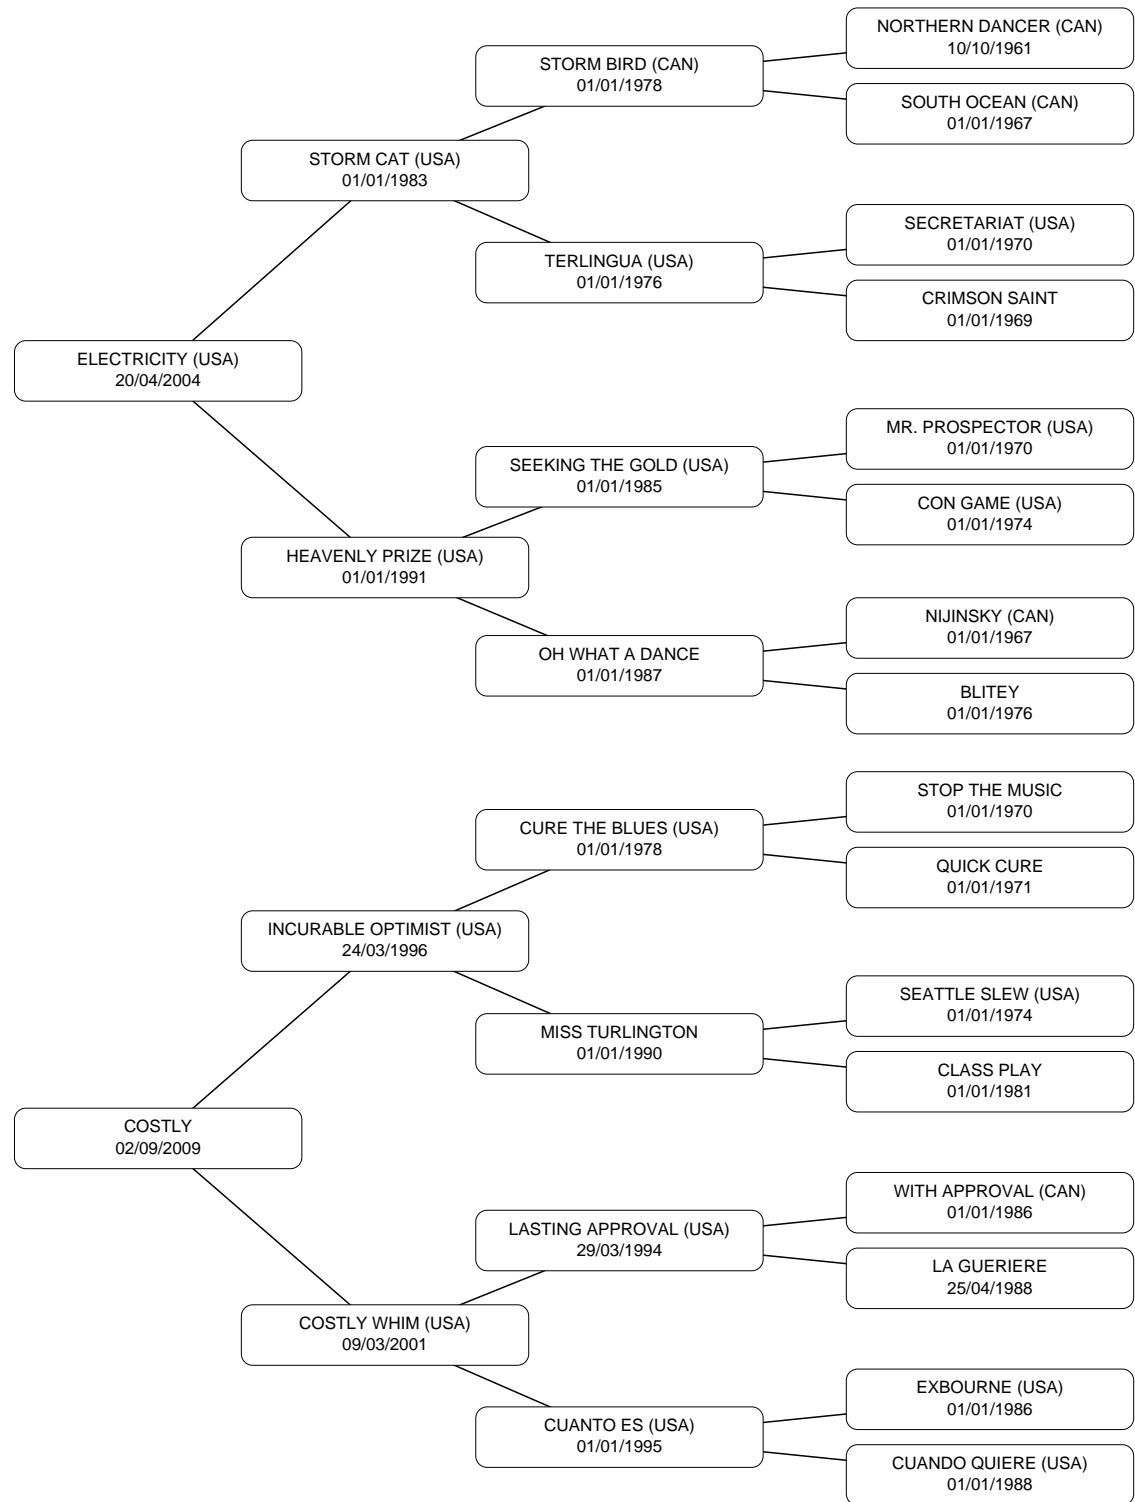 NORTHERN DANCER (CAN)
10/10/1961
STORM BIRD (CAN)
01/01/1978
SOUTH OCEAN (CAN)
01/01/1967
STORM CAT (USA)
01/01/1983
SECRETARIAT (USA)
01/01/1970
TERLINGUA (USA)
01/01/1976
CRIMSON SAINT
01/01/1969
ELECTRICITY (USA)
20/04/2004
MR. PROSPECTOR (USA)
01/01/1970
SEEKING THE GOLD (USA)
01/01/1985
CON GAME (USA)
01/01/1974
HEAVENLY PRIZE (USA)
01/01/1991
NIJINSKY (CAN)
01/01/1967
OH WHAT A DANCE
01/01/1987
BLITEY
01/01/1976
STOP THE MUSIC
01/01/1970
CURE THE BLUES (USA)
01/01/1978
QUICK CURE
01/01/1971
INCURABLE OPTIMIST (USA)
24/03/1996
SEATTLE SLEW (USA)
01/01/1974
MISS TURLINGTON
01/01/1990
CLASS PLAY
01/01/1981
COSTLY
02/09/2009
WITH APPROVAL (CAN)
01/01/1986
LASTING APPROVAL (USA)
29/03/1994
LA GUERIERE
25/04/1988
COSTLY WHIM (USA)
09/03/2001
EXBOURNE (USA)
01/01/1986
CUANTO ES (USA)
01/01/1995
CUANDO QUIERE (USA)
01/01/1988